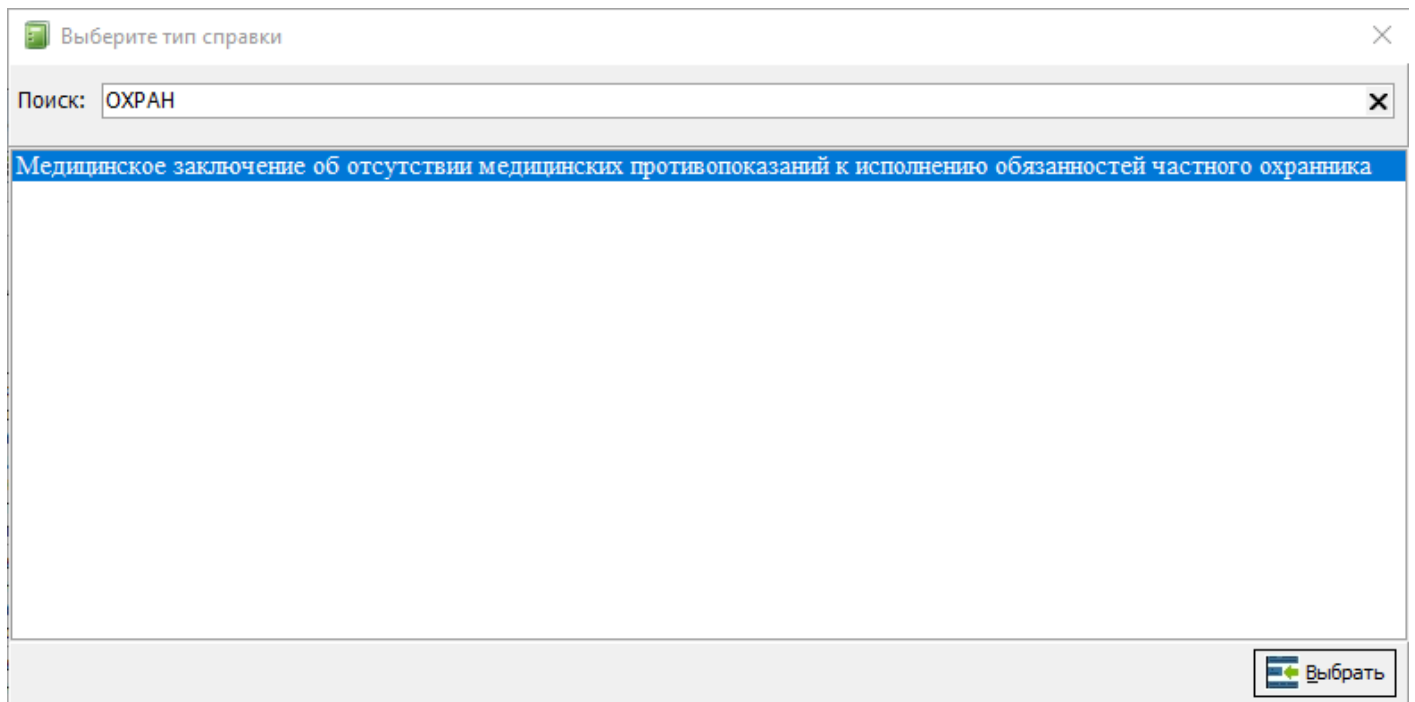 Выберите тип справки
Поиск: ОХРАН
Медицинское заключение об отсутствии медицинских противопоказаний к исполнению обязанностей частного охранника
Выбрать